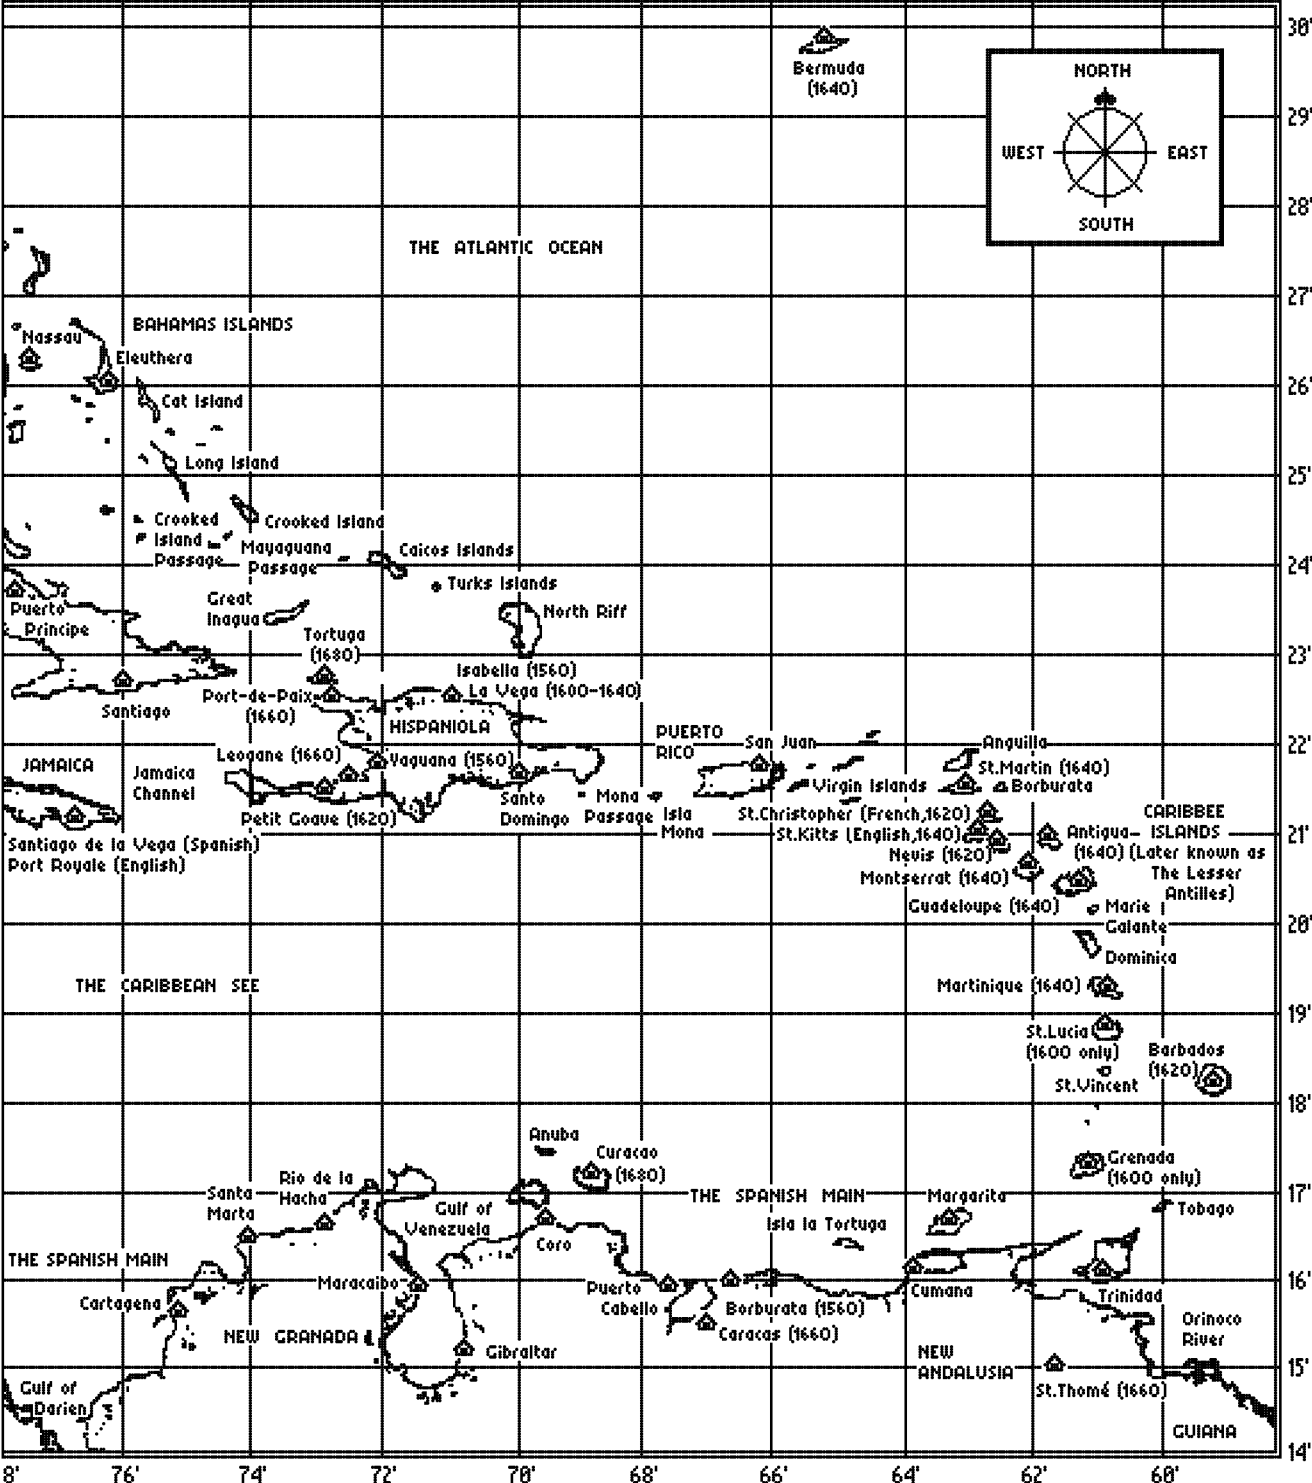 30'
Bermuda
(1640)
NORTH
WEST
EAST
SOUTH
29'
28'
THE ATLANTIC OCEAN
27'
BAHAMAS ISLANDS
Nassau
Eleuthera
26'
Cat Island
Long Island
25'
Crooked
Island
Passage
Crooked Island
Mayaguana
Passage
Caicos Islands
24'
Turks Islands
Great
Inagua
North Riff
Puerto
Principe
Tortuga
(1680)
23'
Isabella (1560)
La Vega (1600-1640)
Port-de-Paix
(1660)
Santiago
HISPANIOLA
PUERTO
RICO
San Juan
22'
Anguilla
Leogane (1660)
Yaguana (1560)
St.Martin (1640)
JAMAICA
Jamaica
Channel
Virgin Islands
Borburata
Santo
Domingo
Mona
Passage
Isla
Mona
Petit Goave (1620)
St.Christopher (French,1620)
CARIBBEE
ISLANDS
(Later known as
The Lesser
Antilles)
St.Kitts (English,1640)
Antigua
(1640)
21'
Santiago de la Vega (Spanish)
Port Royale (English)
Nevis (1620)
Montserrat (1640)
Guadeloupe (1640)
Marie
Galante
20'
Dominica
THE CARIBBEAN SEE
Martinique (1640)
19'
St.Lucia
(1600 only)
Barbados
(1620)
St.Vincent
18'
Anuba
Curacao
(1680)
Grenada
(1600 only)
Rio de la
Hacha
Santa
Marta
17'
THE SPANISH MAIN
Margarita
Tobago
Gulf of
Venezuela
Isla la Tortuga
Coro
THE SPANISH MAIN
16'
Maracaibo
Puerto
Cabello
Cumana
Trinidad
Cartagena
Borburata (1560)
Caracas (1660)
Orinoco
River
NEW GRANADA
Gibraltar
NEW
ANDALUSIA
15'
St.Thomé (1660)
Gulf of
Darien
GUIANA
14'
8'
76'
74'
72'
70'
68'
66'
64'
62'
60'